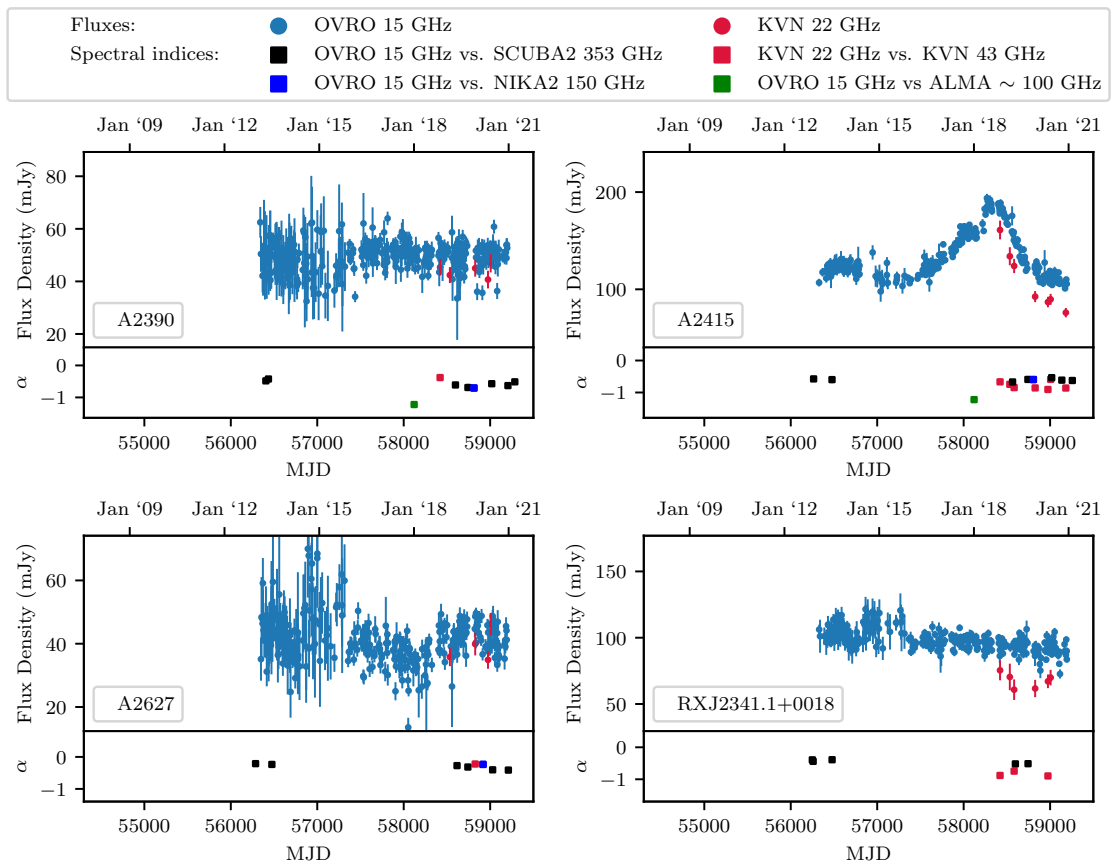 Fluxes: OVRO 15 GHz KVN 22 GHz
Spectral indices: OVRO 15 GHz vs. SCUBA2 353 GHz KVN 22 GHz vs. KVN 43 GHz
OVRO 15 GHz vs. NIKA2 150 GHz OVRO 15 GHz vs ALMA ∼ 100 GHz
Jan ‘09 Jan ‘12 Jan ‘15 Jan ‘18 Jan ‘21
Flux Density (mJy)
80
60
40
20
A2390
α
0
−1
55000 56000 57000 58000 59000
MJD
Jan ‘09 Jan ‘12 Jan ‘15 Jan ‘18 Jan ‘21
Flux Density (mJy)
200
100
A2415
α
0
−1
55000 56000 57000 58000 59000
MJD
Jan ‘09 Jan ‘12 Jan ‘15 Jan ‘18 Jan ‘21
Flux Density (mJy)
60
40
20
A2627
α
0
−1
55000 56000 57000 58000 59000
MJD
Jan ‘09 Jan ‘12 Jan ‘15 Jan ‘18 Jan ‘21
Flux Density (mJy)
150
100
50
RXJ2341.1+0018
α
0
−1
55000 56000 57000 58000 59000
MJD